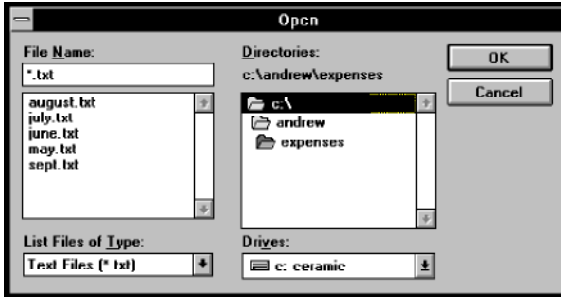 Open
File Name:
*.txt
august.txt
july.txt
june.txt
may.txt
sept.txt
List Files of Type:
Text Files (*.txt)
Directories:
c:\andrew\expenses
c:\
andrew
expenses
Drives:
c: ceramic
OK
Cancel